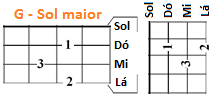 G - Sol maior
Sol
1 Dó
3 Mi
2 Lá
Sol Dó Mi Lá
1 2
3